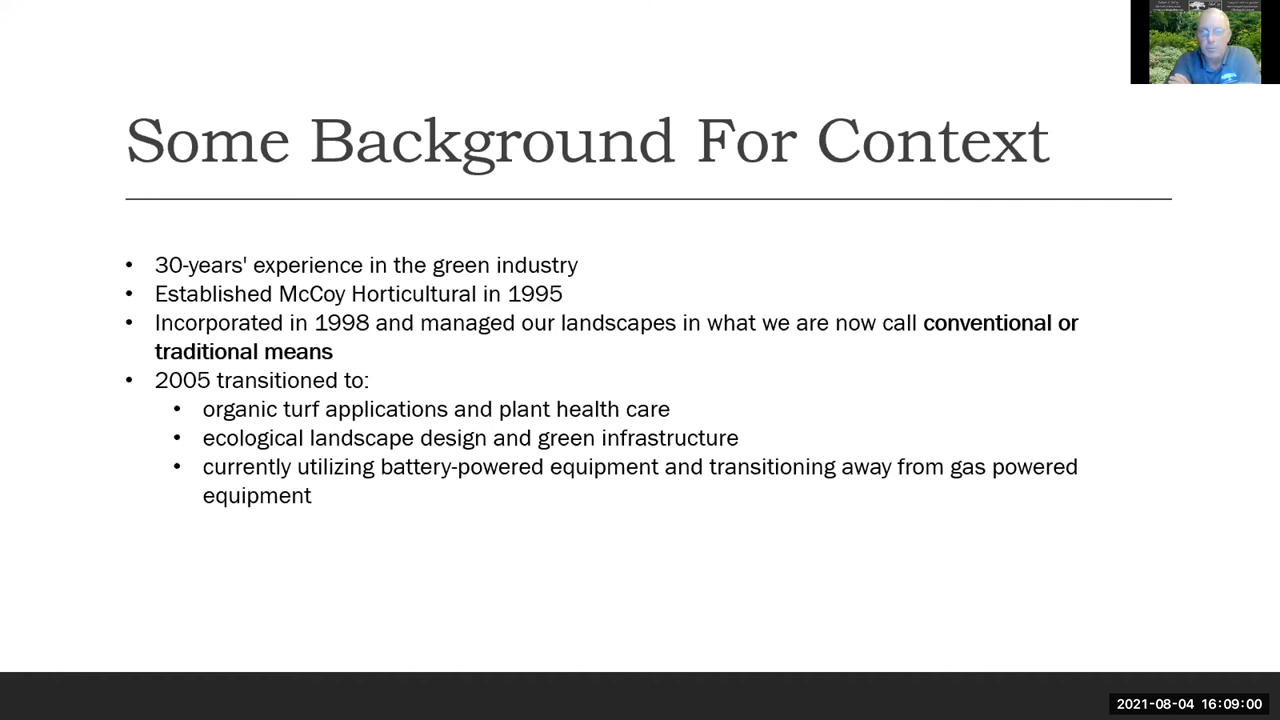 Some Background For Context
• 30-years' experience in the green industry
• Established McCoy Horticultural in 1995
• Incorporated in 1998 and managed our landscapes in what we are now call conventional or
traditional means
• 2005 transitioned to:
• organic turf applications and plant health care
• ecological landscape design and green infrastructure
• currently utilizing battery-powered equipment and transitioning away from gas powered
equipment
2021-08-04 16:09:00